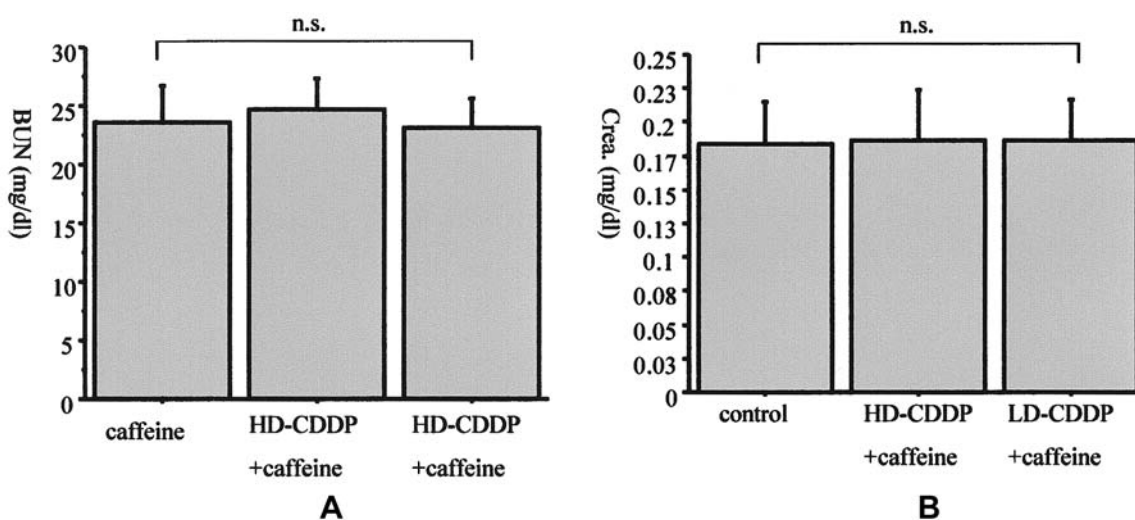 n.s.
BUN (mg/dl)
30
25
20
15
10
5
0
caffeine
HD-CDDP
+caffeine
HD-CDDP
+caffeine
A
n.s.
Crea. (mg/dl)
0.25
0.23
0.2
0.17
0.15
0.13
0.1
0.08
0.05
0.03
0
control
HD-CDDP
+caffeine
LD-CDDP
+caffeine
B